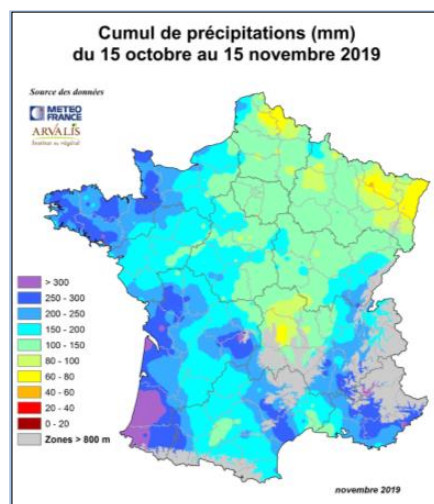 Cumul de précipitations (mm)
du 15 octobre au 15 novembre 2019
Source des données
METEO
FRANCE
ARVALIS
Institut du végétal
> 300
250 - 300
200 - 250
150 - 200
100 - 150
80 - 100
60 - 80
40 - 60
20 - 40
0 - 20
Zones > 800 m
novembre 2019